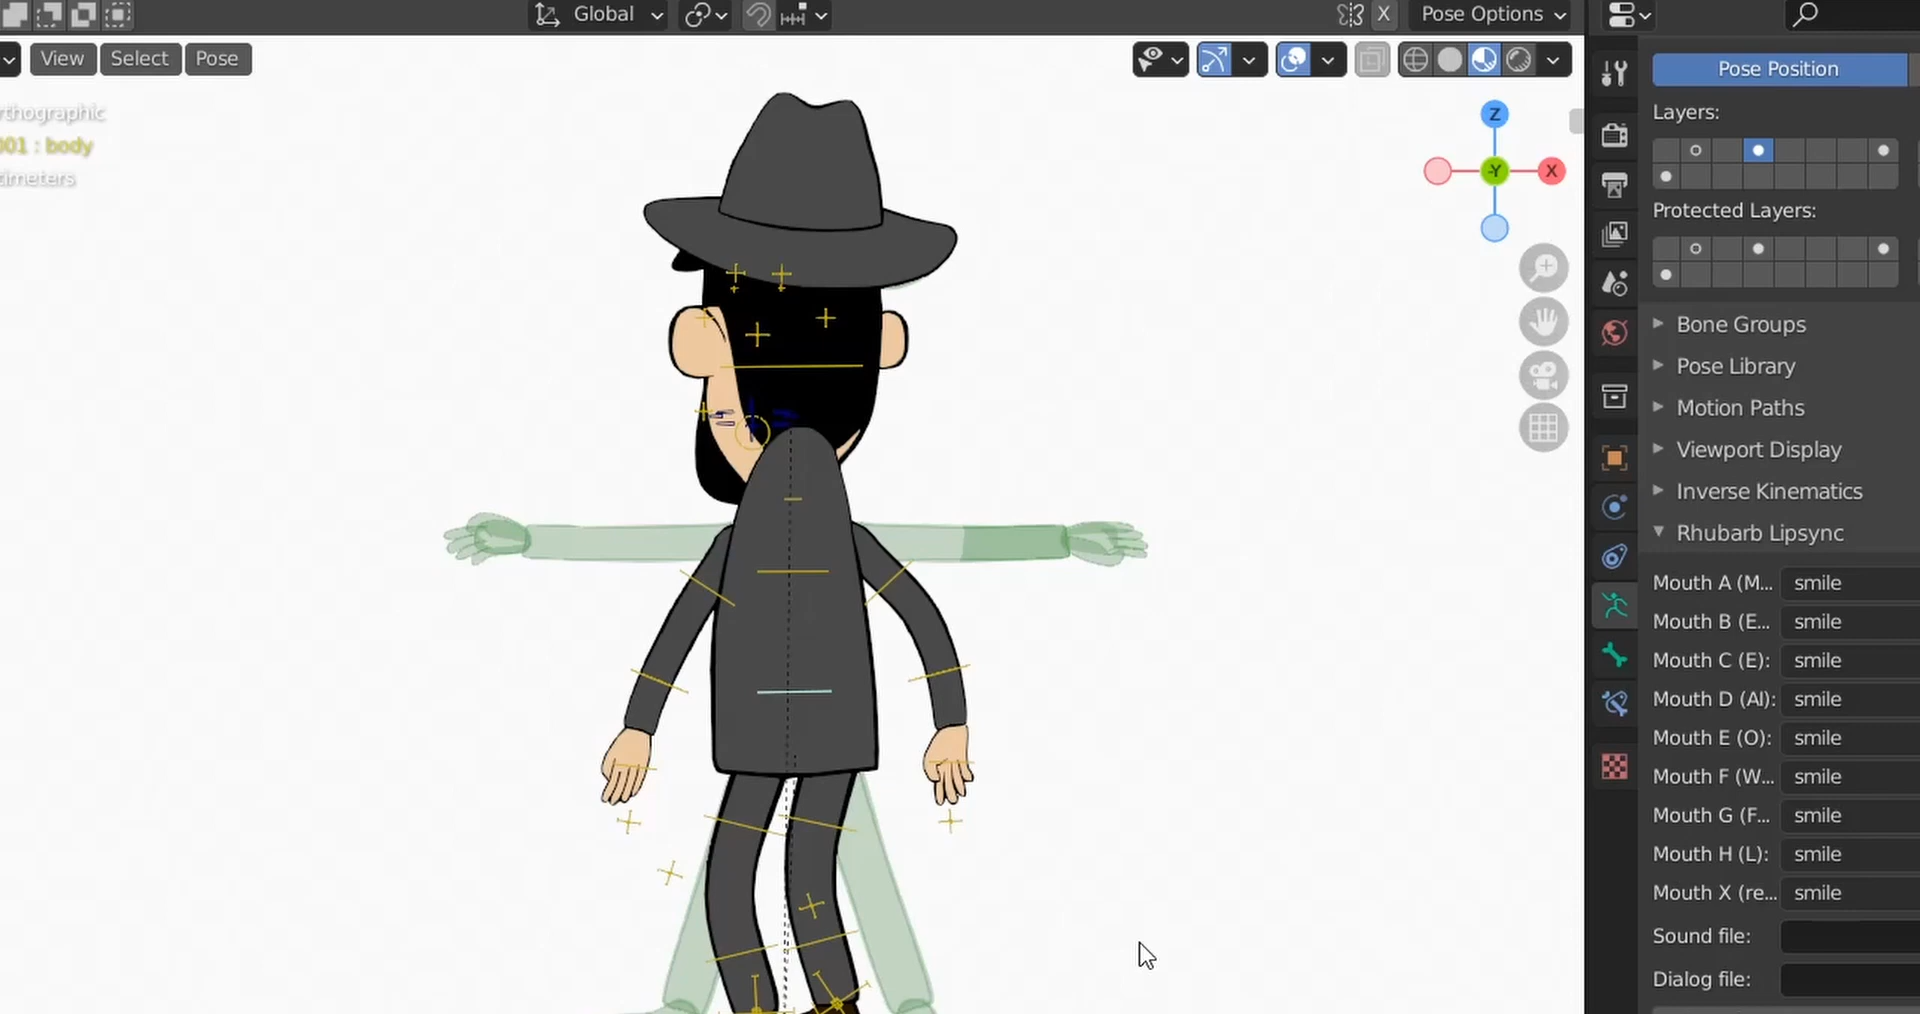 Global
X
Pose Options
View
Select
Pose
rthographic
001 : body
timeters
Z
-Y
X
Pose Position
Layers:
Protected Layers:
Bone Groups
Pose Library
Motion Paths
Viewport Display
Inverse Kinematics
Rhubarb Lipsync
Mouth A (M... smile
Mouth B (E... smile
Mouth C (E): smile
Mouth D (AI): smile
Mouth E (O): smile
Mouth F (W... smile
Mouth G (F... smile
Mouth H (L): smile
Mouth X (re... smile
Sound file:
Dialog file: